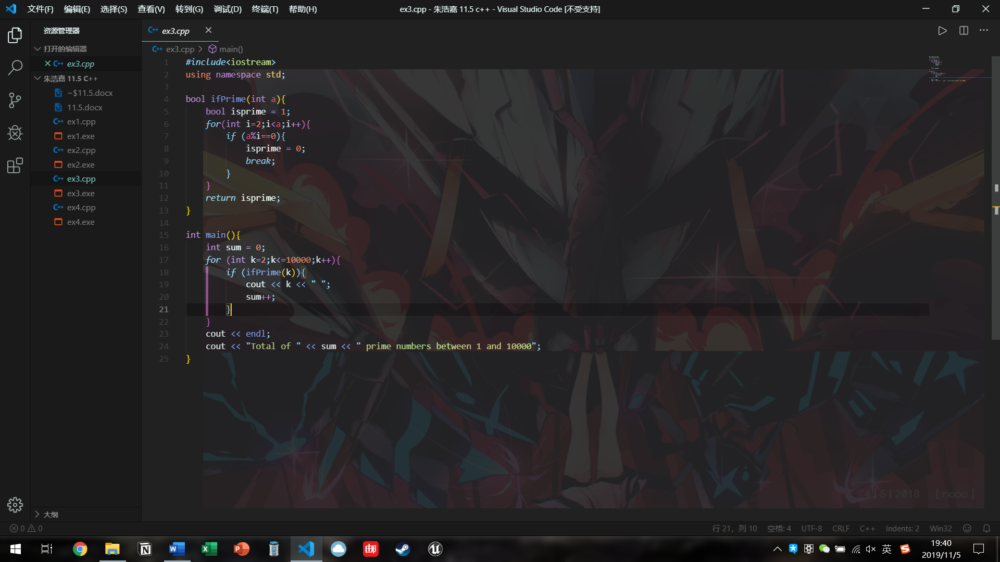 文件(F) 编辑(E) 选择(S) 查看(V) 转到(G) 调试(D) 终端(T) 帮助(H)
ex3.cpp - 朱浩嘉 11.5 c++ - Visual Studio Code [不受支持]
资源管理器
打开的编辑器
C++ ex3.cpp
朱浩嘉 11.5 C++
~$11.5.docx
11.5.docx
C++ ex1.cpp
ex1.exe
C++ ex2.cpp
ex2.exe
C++ ex3.cpp
ex3.exe
C++ ex4.cpp
ex4.exe
大纲
C++ ex3.cpp
C++ ex3.cpp > main()
1 #include<iostream>
2 using namespace std;
3
4 bool ifPrime(int a){
5     bool isprime = 1;
6     for(int i=2;i<a;i++){
7         if (a%i==0){
8             isprime = 0;
9             break;
10         }
11     }
12     return isprime;
13 }
14
15 int main(){
16     int sum = 0;
17     for (int k=2;k<=10000;k++){
18         if (ifPrime(k)){
19             cout << k << " ";
20             sum++;
21         }
22     }
23     cout << endl;
24     cout << "Total of " << sum << " prime numbers between 1 and 10000";
25 }
4 | 5 | 2018 [ riooo ]
0 0
行 21，列 10 空格: 4 UTF-8 CRLF C++ Indents: 2 Win32
英
19:40
2019/11/5